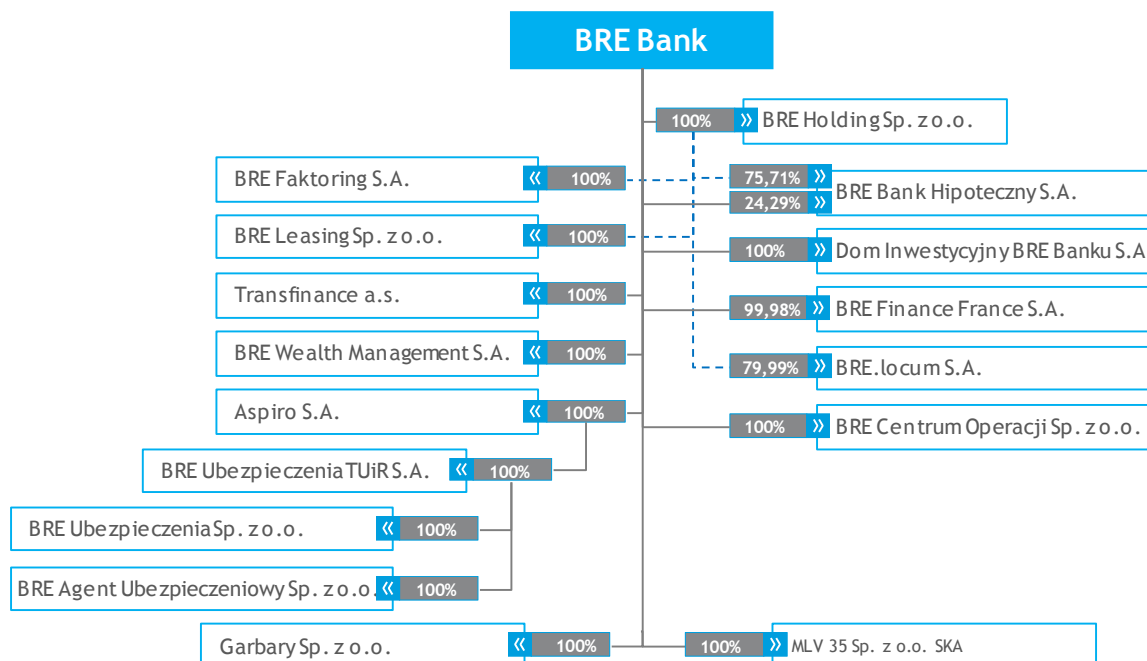 BRE Bank
100% » BRE Holding Sp. z o.o.
BRE Faktoring S.A. « 100%
75,71% »
BRE Bank Hipoteczny S.A.
24,29% »
BRE Leasing Sp. z o.o. « 100%
100% » Dom Inwestycyjny BRE Banku S.A
Transfinance a.s. « 100%
99,98% » BRE Finance France S.A.
BRE Wealth Management S.A. « 100%
79,99% » BRE.locum S.A.
Aspiro S.A. « 100%
100% » BRE Centrum Operacji Sp. z o.o.
BRE Ubezpieczenia TUiR S.A. « 100%
BRE Ubezpieczenia Sp. z o.o. « 100%
BRE Agent Ubezpieczeniowy Sp. z o.o. « 100%
Garbary Sp. z o.o. « 100%
100% » MLV 35 Sp. z o.o. SKA